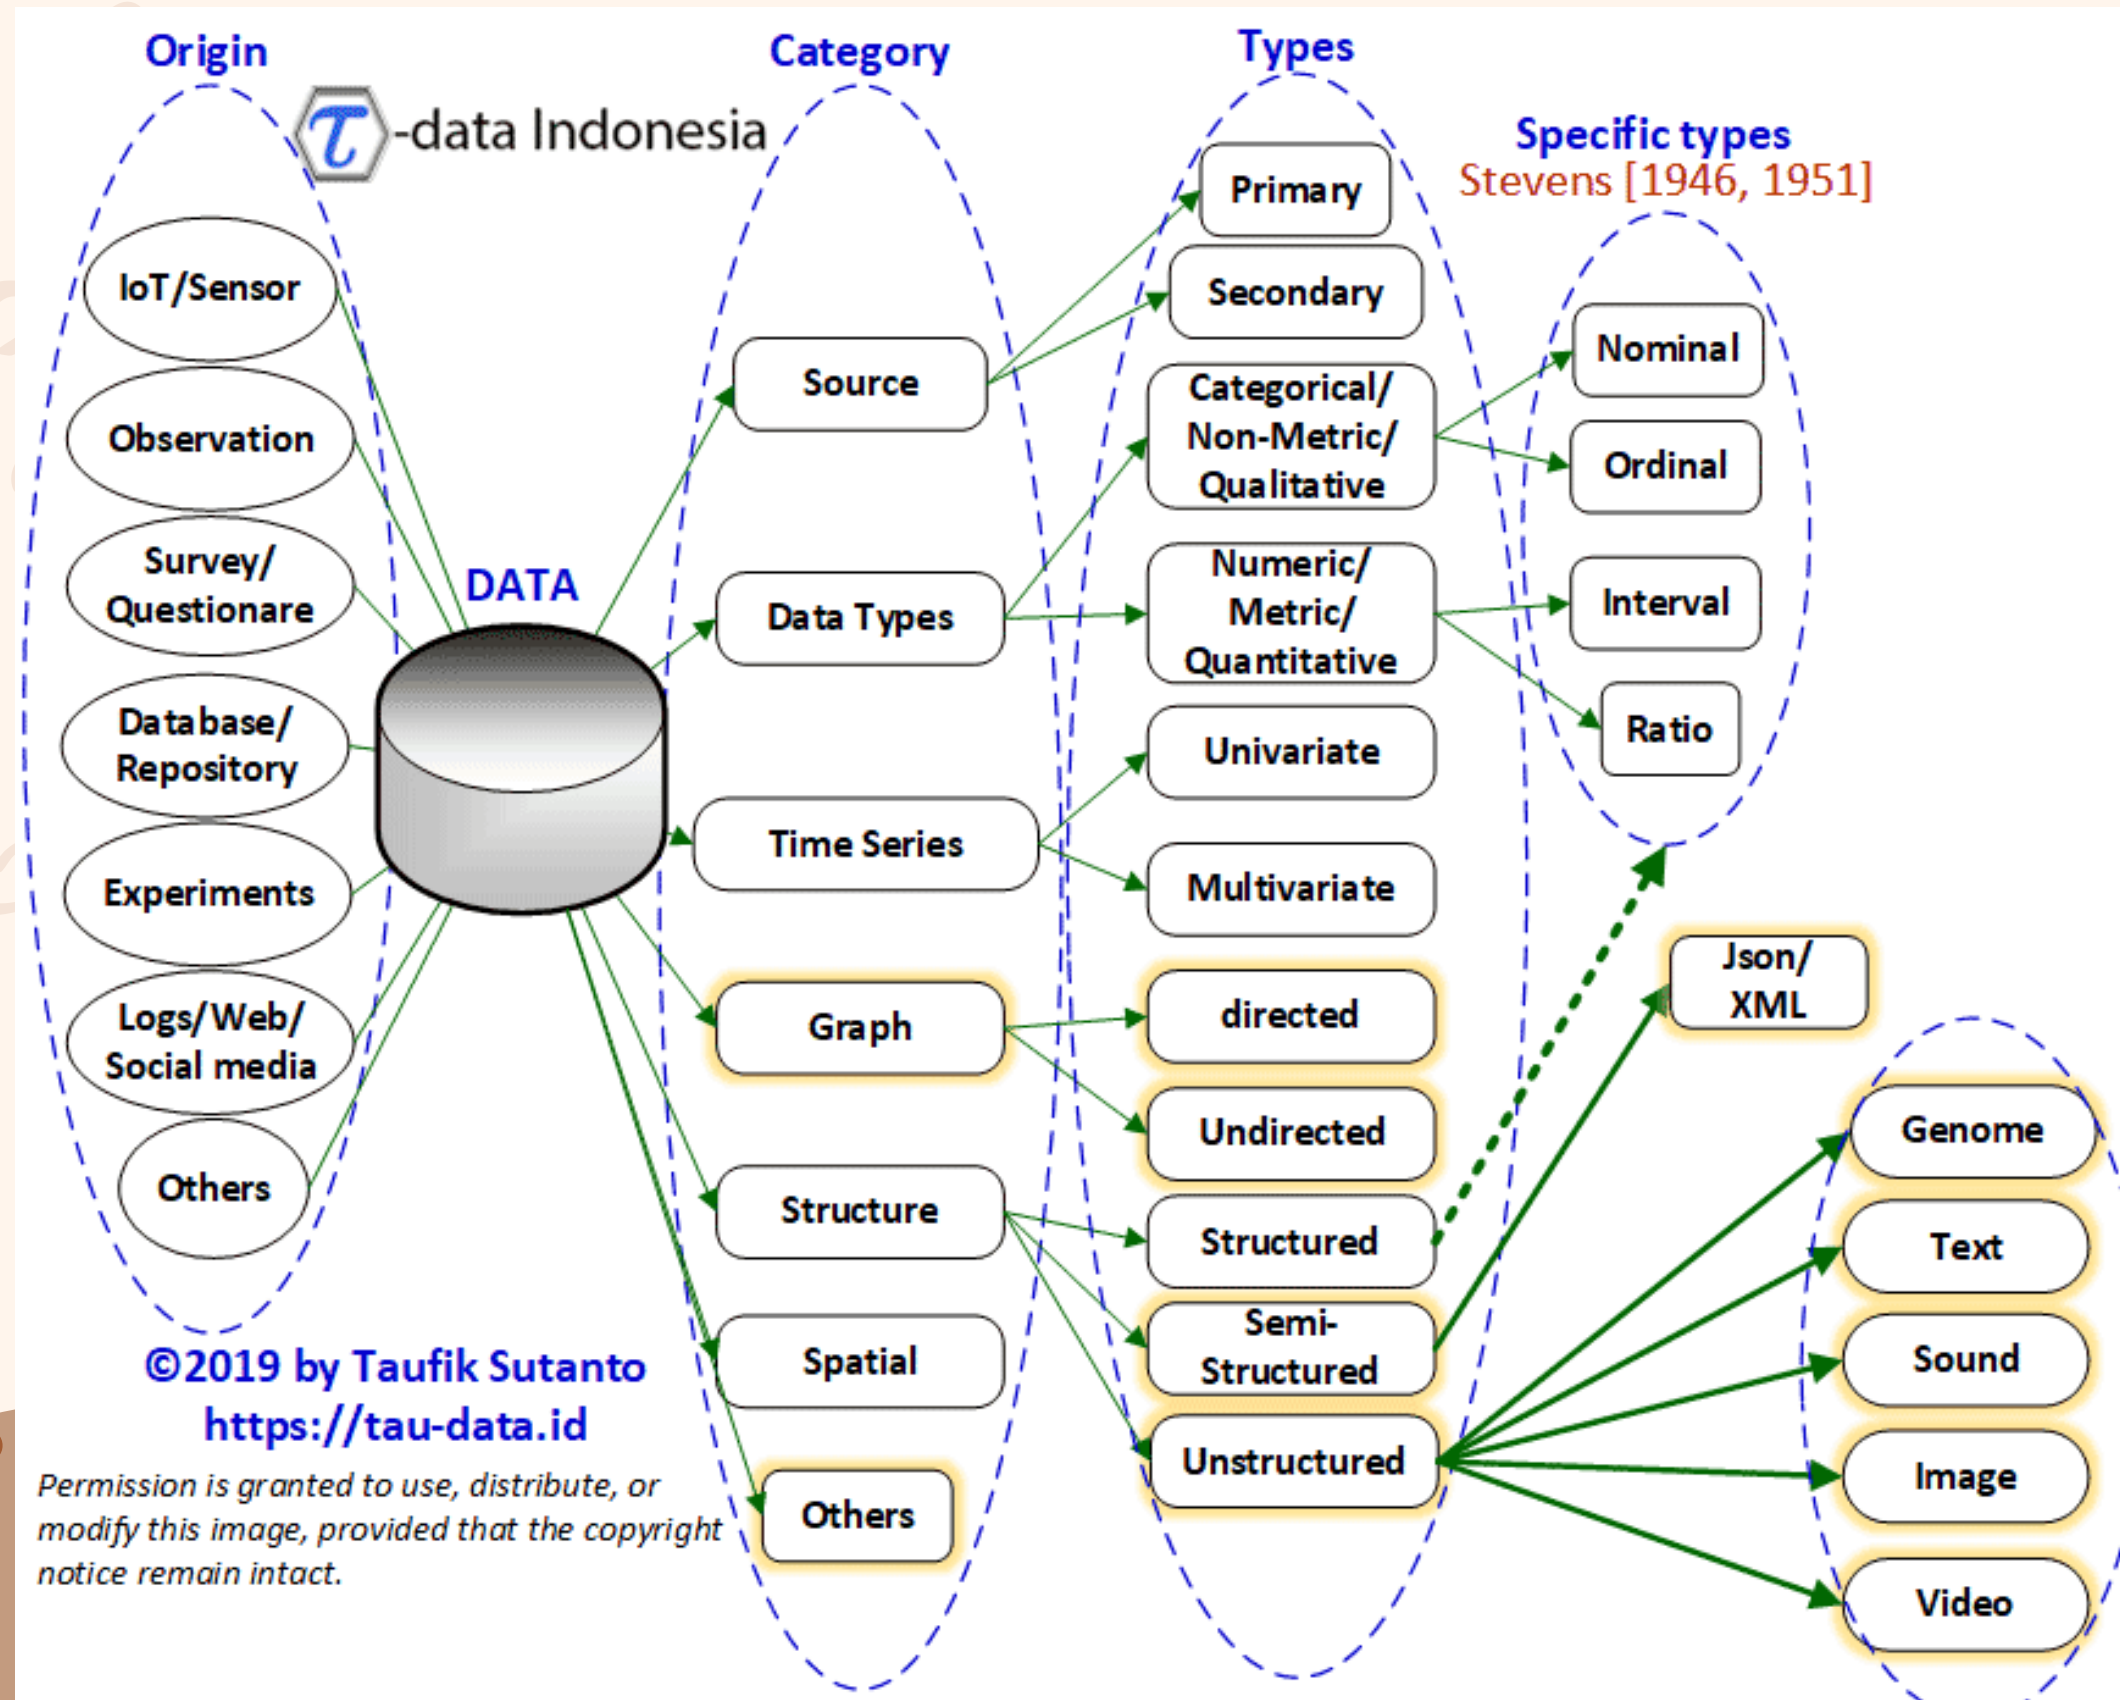 Origin
τ-data Indonesia
IoT/Sensor
Observation
Survey/
Questionare
Database/
Repository
Experiments
Logs/Web/
Social media
Others
DATA
Category
Source
Data Types
Time Series
Graph
Structure
Spatial
Others
Types
Primary
Secondary
Categorical/
Non-Metric/
Qualitative
Numeric/
Metric/
Quantitative
Univariate
Multivariate
directed
Undirected
Structured
Semi-
Structured
Unstructured
Specific types
Stevens [1946, 1951]
Nominal
Ordinal
Interval
Ratio
Json/
XML
Genome
Text
Sound
Image
Video
©2019 by Taufik Sutanto
https://tau-data.id
Permission is granted to use, distribute, or
modify this image, provided that the copyright
notice remain intact.